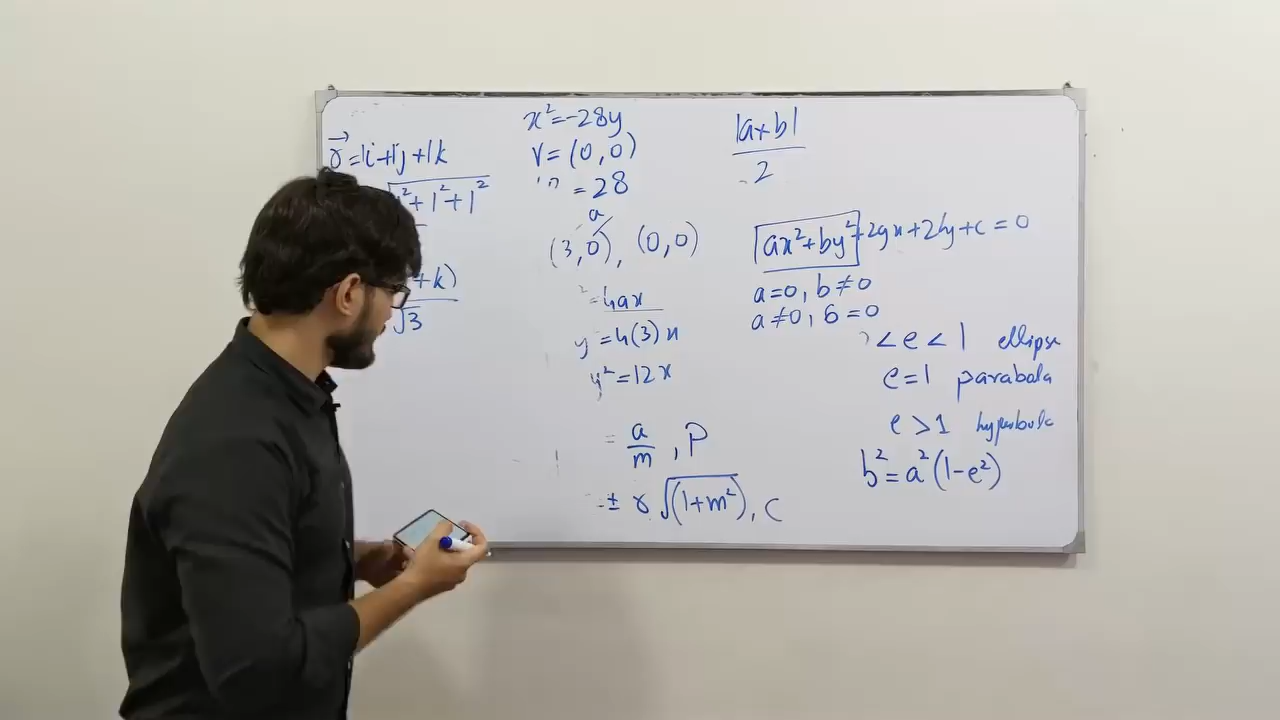 r⃗ = 1i + 1j + 1k
√1² + 1² + 1²
+ k)
√3
x² = -28y
V = (0, 0)
= 28
a
(3, 0), (0, 0)
² = 4ax
y = 4(3)x
y² = 12x
= a/m , P
= ± r √(1+m²), C
|a×b|
2
ax² + by² + 2gx + 2fy + c = 0
a = 0, b ≠ 0
a ≠ 0, b = 0
< e < 1 ellipse
e = 1 parabola
e > 1 hyperbola
b² = a²(1-e²)